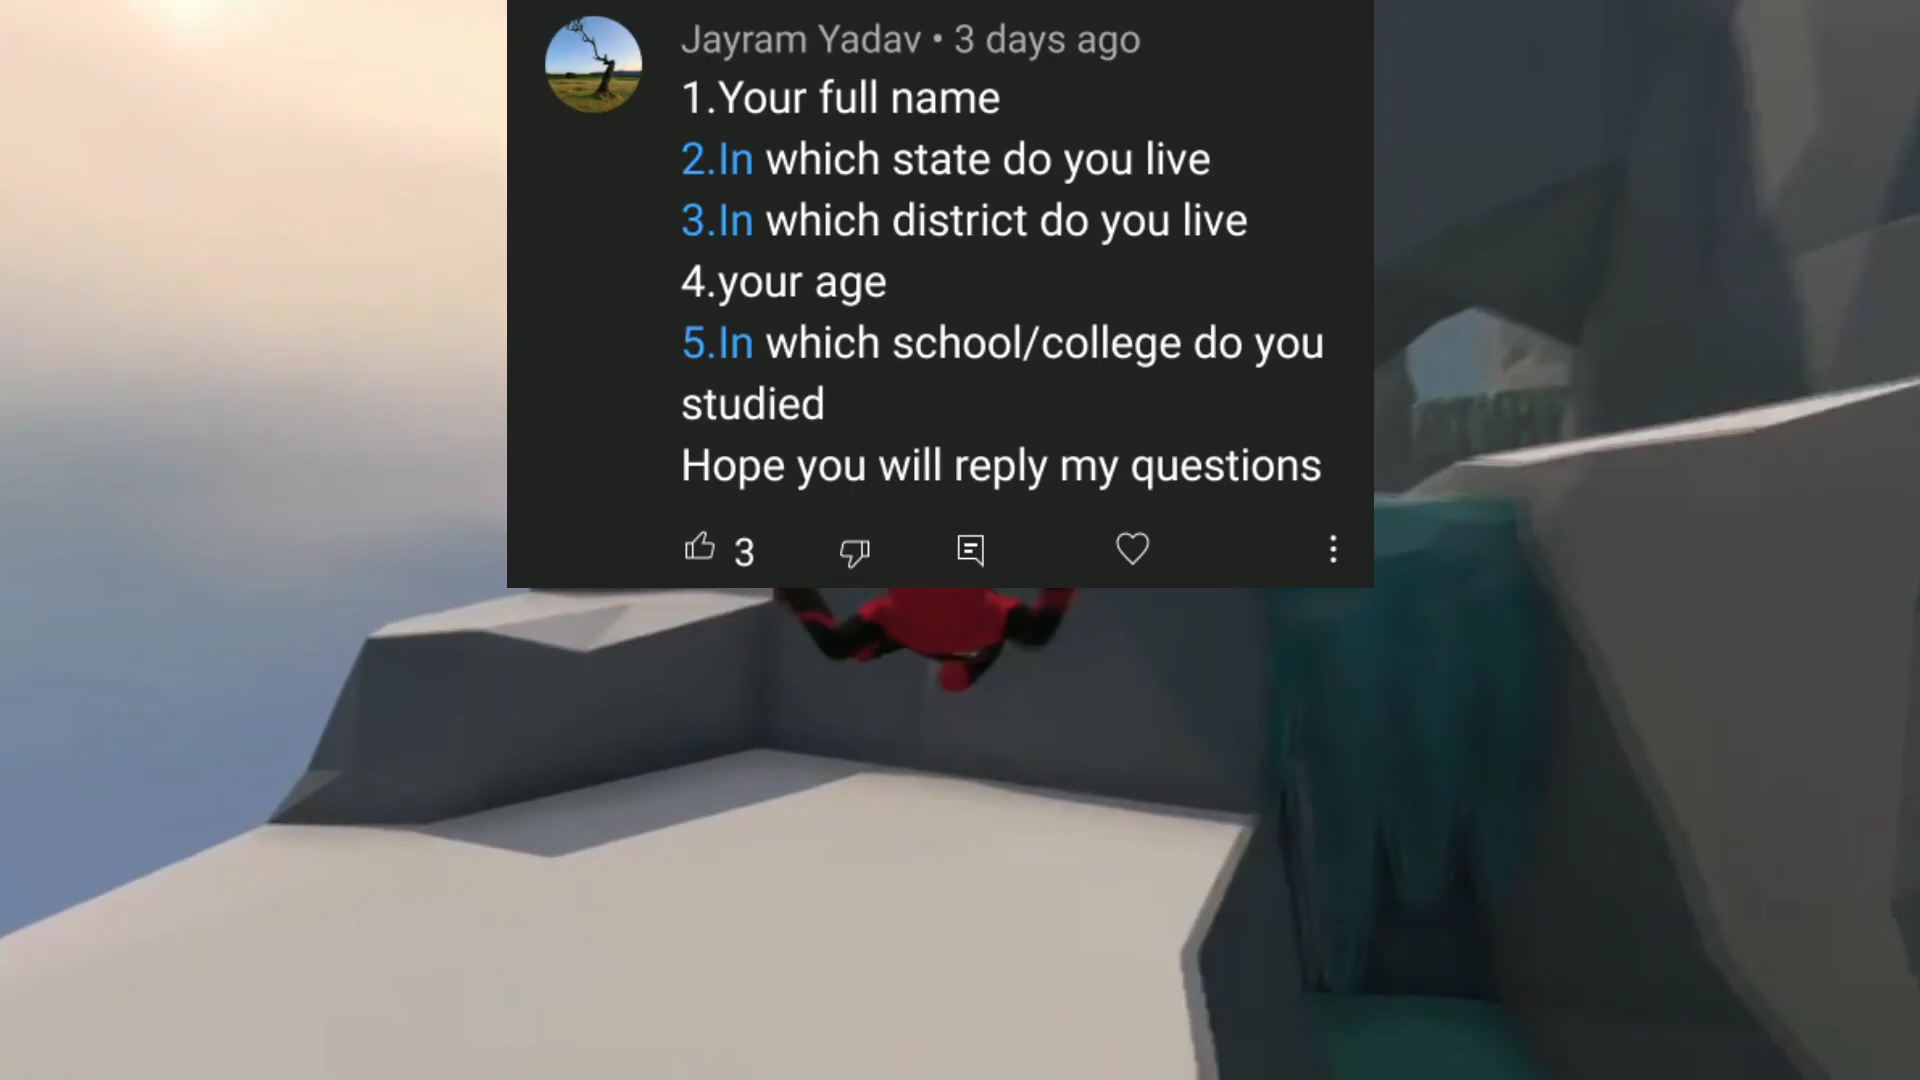 Jayram Yadav • 3 days ago
1.Your full name
2.In which state do you live
3.In which district do you live
4.your age
5.In which school/college do you
studied
Hope you will reply my questions
3